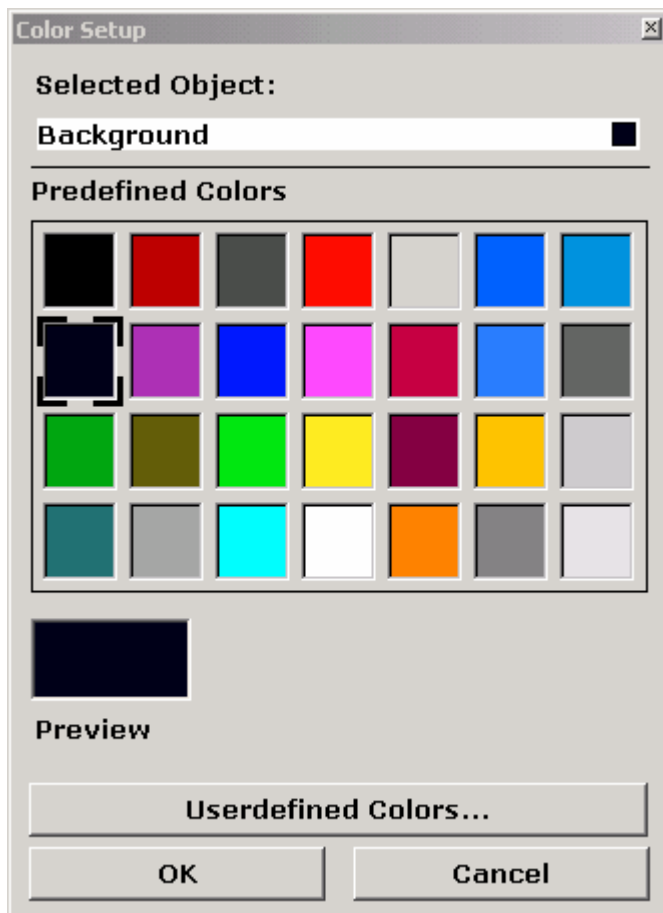 Color Setup
Selected Object:
Background
Predefined Colors
Preview
Userdefined Colors...
OK
Cancel